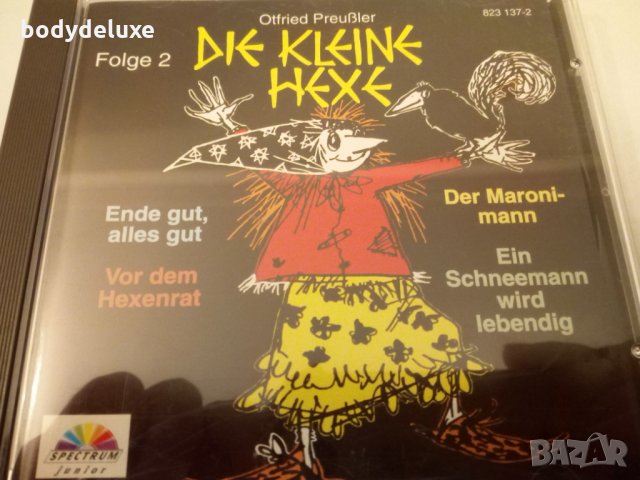 bodydeluxe
Otfried Preußler
823 137-2
Folge 2
DIE KLEINE
HEXE
Ende gut,
alles gut
Vor dem
Hexenrat
Der Maroni-
mann
Ein
Schneemann
wird
lebendig
SPECTRUM
junior
BAZAR